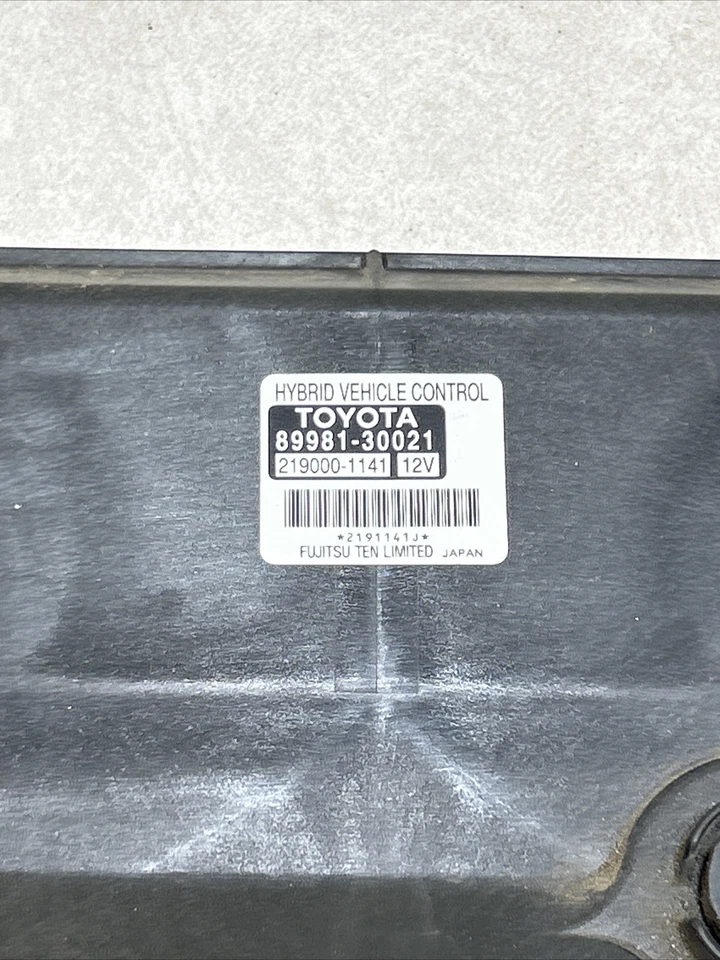 HYBRID VEHICLE CONTROL
TOYOTA
89981-30021
219000-1141 12V
*2191141J*
FUJITSU TEN LIMITED JAPAN